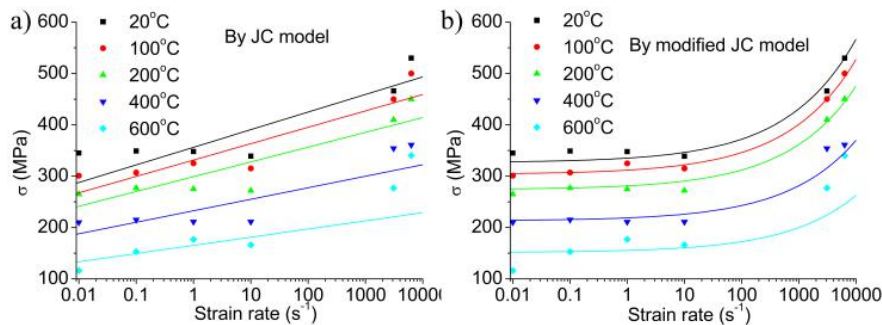 a)
600
500
400
300
200
100
σ (MPa)
20°C
100°C
200°C
400°C
600°C
By JC model
0.01 0.1 1 10 100 1000 1000
Strain rate (s⁻¹)
b)
600
500
400
300
200
100
σ (MPa)
20°C
100°C
200°C
400°C
600°C
By modified JC model
0.01 0.1 1 10 100 1000 10000
Strain rate (s⁻¹)